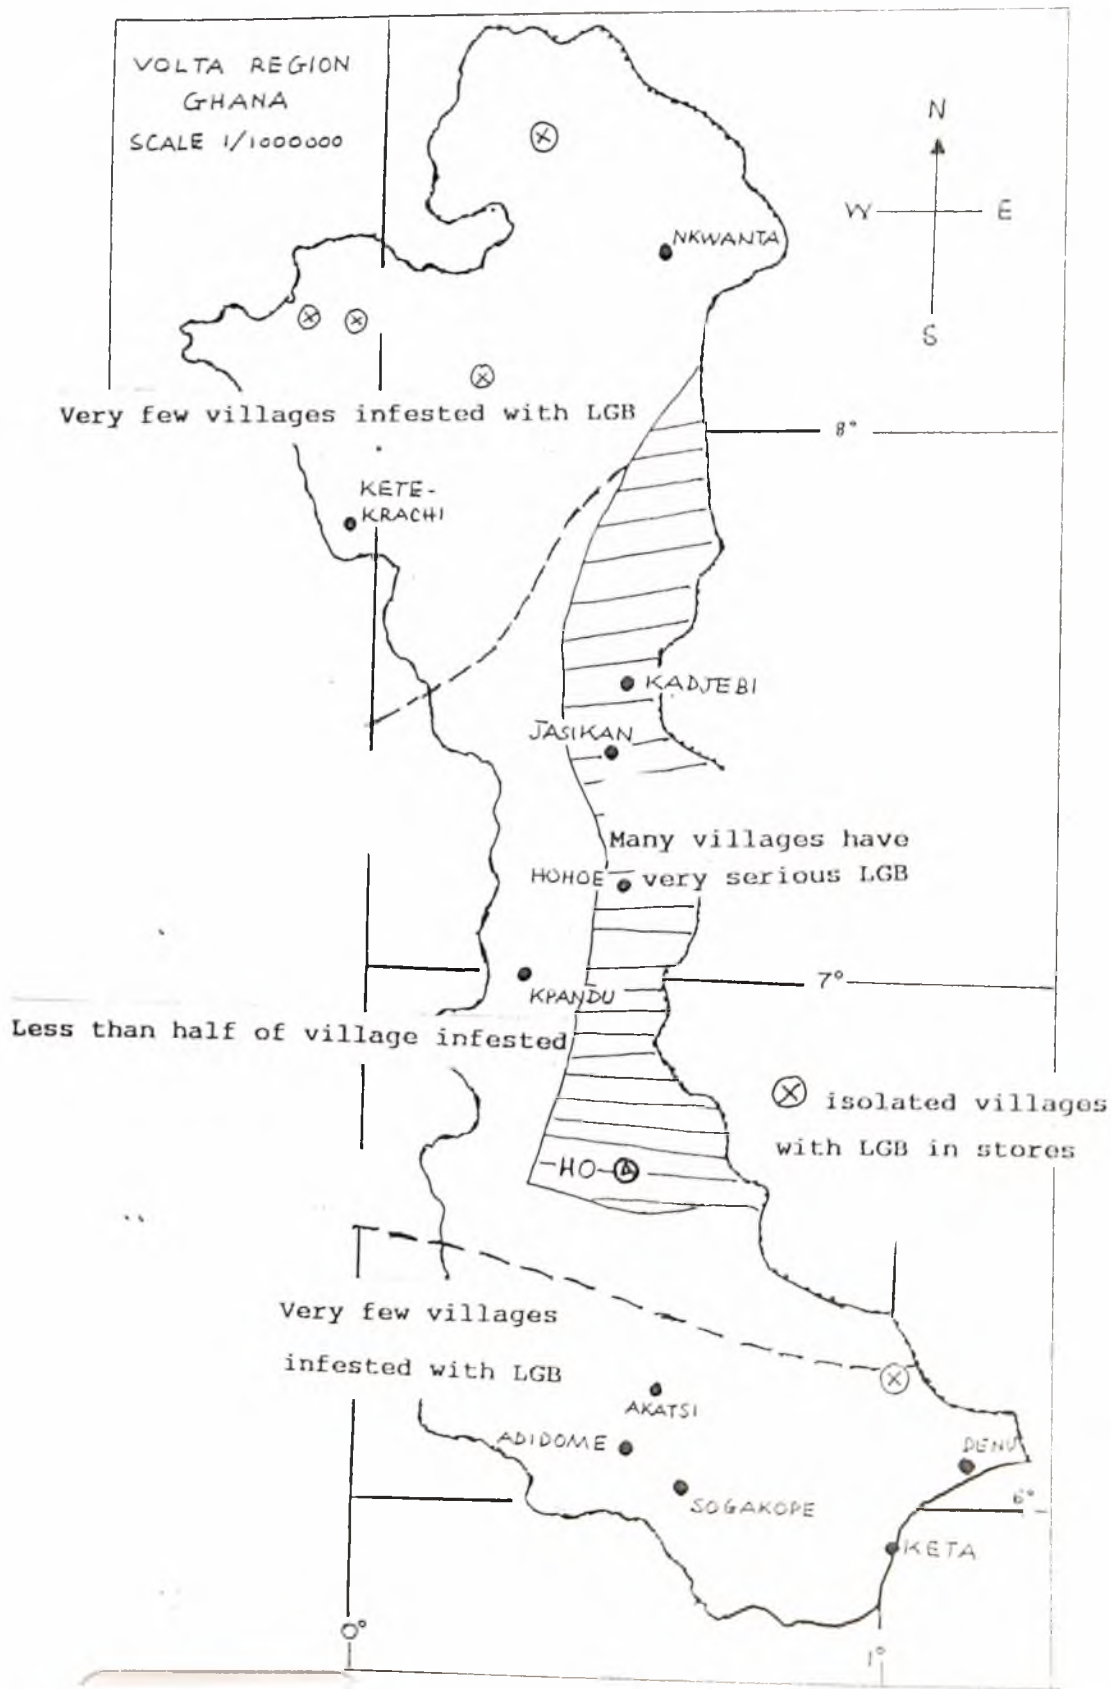 VOLTA REGION
GHANA
SCALE 1/1000000
N
W
E
S
NKWANTA
Very few villages infested with LGB
8°
KETE-
KRACHI
KADJEBI
JASIKAN
Many villages have
HOHOE
very serious LGB
7°
KPANDU
Less than half of village infested
isolated villages
with LGB in stores
HO
Very few villages
infested with LGB
AKATSI
ADIDOME
DENU
SOGAKOPE
6°
KETA
0°
1°